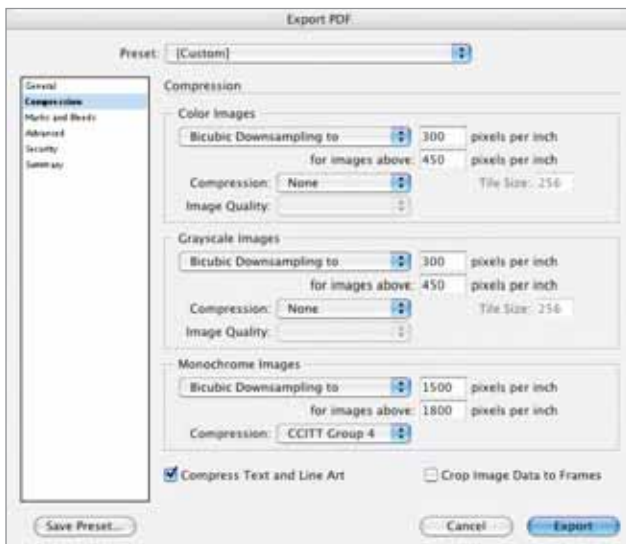 Export PDF
Preset: [Custom]
General
Compression
Marks and Bleeds
Advanced
Security
Summary
Compression
Color Images
Bicubic Downsampling to 300 pixels per inch
for images above: 450 pixels per inch
Compression: None Tile Size: 256
Image Quality:
Grayscale Images
Bicubic Downsampling to 300 pixels per inch
for images above: 450 pixels per inch
Compression: None Tile Size: 256
Image Quality:
Monochrome Images
Bicubic Downsampling to 1500 pixels per inch
for images above: 1800 pixels per inch
Compression: CCITT Group 4
Compress Text and Line Art Crop Image Data to Frames
Save Preset... Cancel Export